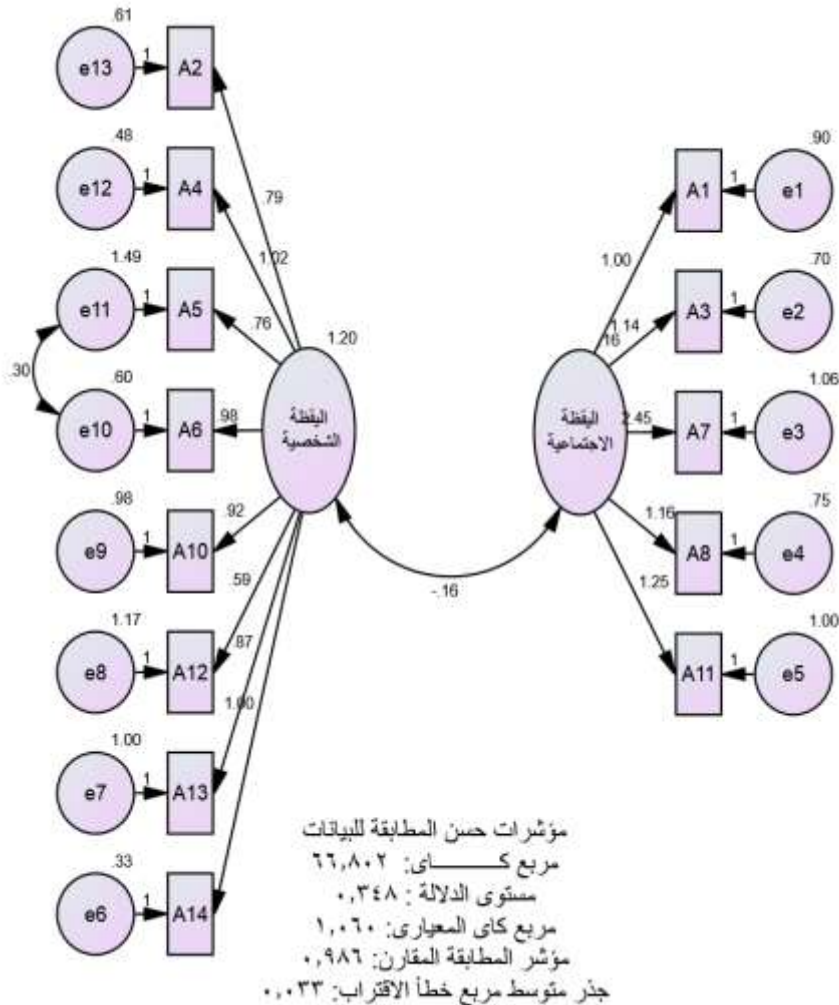 .61
e13 1 A2
.48
e12 1 A4
1.49
e11 1 A5
.30
.60
e10 1 A6
.98
e9 1 A10
1.17
e8 1 A12
1.00
e7 1 A13
.33
e6 1 A14
.79
1.02
.76
.98
.92
.59
.87
1.00
1.20
اليقظة
الشخصية
-.16
.16
اليقظة
الاجتماعية
1.00
1.14
2.45
1.16
1.25
.90
A1 1 e1
.70
A3 1 e2
1.06
A7 1 e3
.75
A8 1 e4
1.00
A11 1 e5
مؤشرات حسن المطابقة للبيانات
مربع كـــــــاى: ٦٦,٨٠٢
مستوى الدلالة : ٠,٣٤٨
مربع كاى المعيارى: ١,٠٦٠
مؤشر المطابقة المقارن: ٠,٩٨٦
جذر متوسط مربع خطأ الاقتراب: ٠,٠٣٣